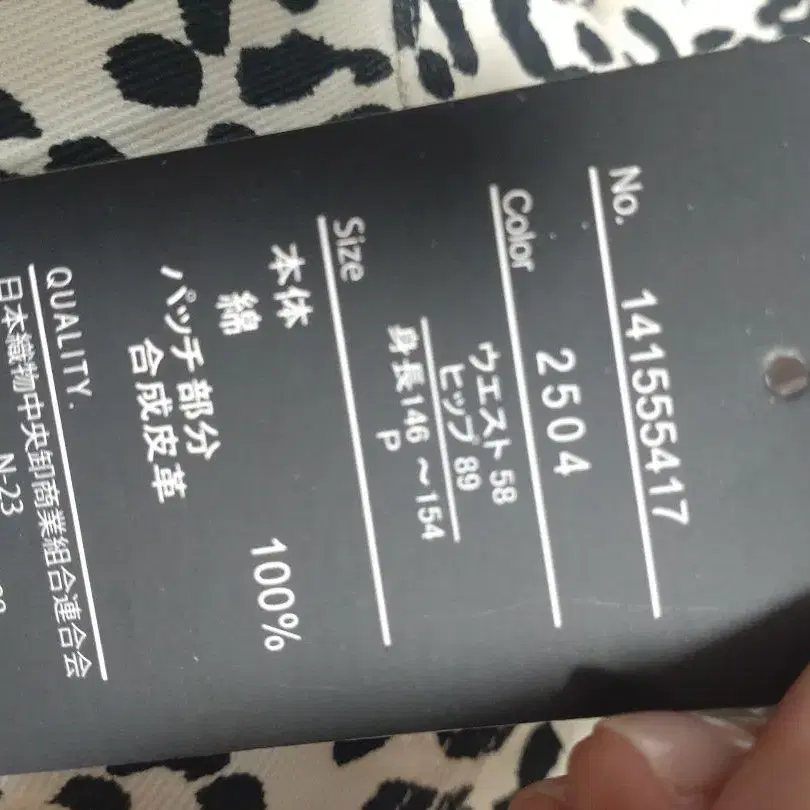 No.
141555417
Color
2504
ウエスト 58
ヒップ 89
身長146 ～154
P
Size
本体
綿 100%
パッチ部分
合成皮革
QUALITY.
日本織物中央卸商業組合連合会
N-23